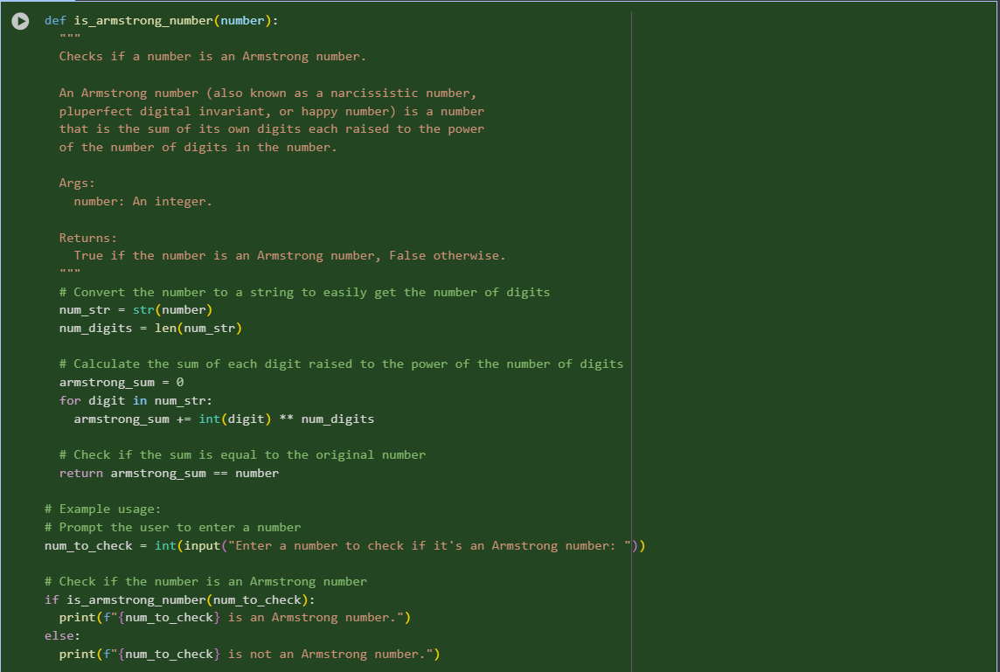 def is_armstrong_number(number):
  """
  Checks if a number is an Armstrong number.

  An Armstrong number (also known as a narcissistic number,
  pluperfect digital invariant, or happy number) is a number
  that is the sum of its own digits each raised to the power
  of the number of digits in the number.

  Args:
    number: An integer.

  Returns:
    True if the number is an Armstrong number, False otherwise.
  """
  # Convert the number to a string to easily get the number of digits
  num_str = str(number)
  num_digits = len(num_str)

  # Calculate the sum of each digit raised to the power of the number of digits
  armstrong_sum = 0
  for digit in num_str:
    armstrong_sum += int(digit) ** num_digits

  # Check if the sum is equal to the original number
  return armstrong_sum == number

# Example usage:
# Prompt the user to enter a number
num_to_check = int(input("Enter a number to check if it's an Armstrong number: "))

# Check if the number is an Armstrong number
if is_armstrong_number(num_to_check):
  print(f"{num_to_check} is an Armstrong number.")
else:
  print(f"{num_to_check} is not an Armstrong number.")